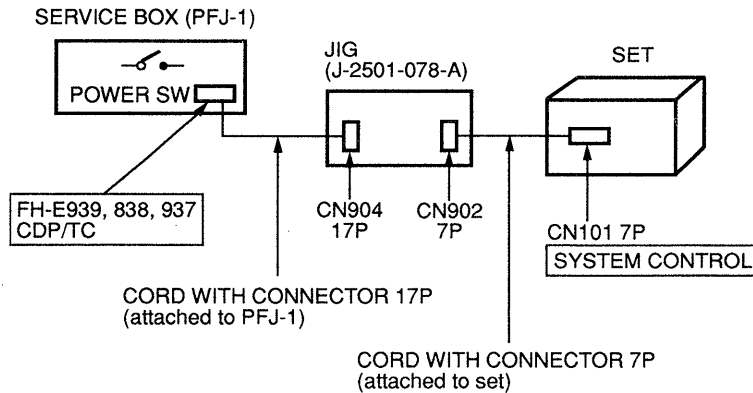 SERVICE BOX (PFJ-1)
POWER SW
JIG
(J-2501-078-A)
SET
FH-E939, 838, 937
CDP/TC
CN904
17P
CN902
7P
CN101 7P
SYSTEM CONTROL
CORD WITH CONNECTOR 17P
(attached to PFJ-1)
CORD WITH CONNECTOR 7P
(attached to set)